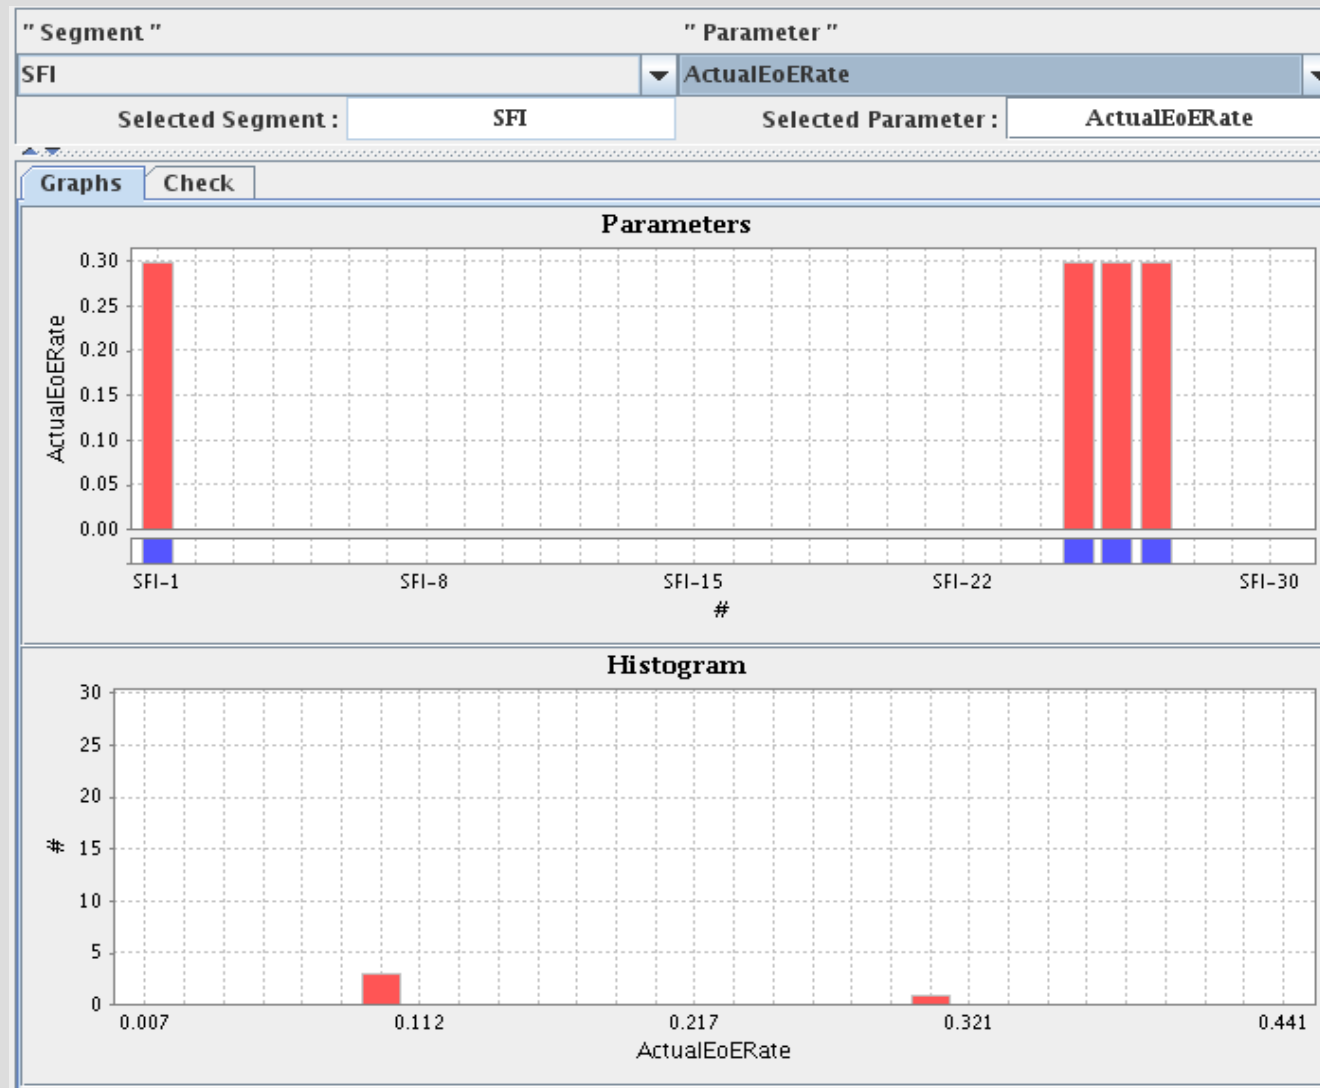 " Segment " " Parameter "
SFI ActualEoERate
Selected Segment : SFI Selected Parameter : ActualEoERate
Graphs Check
Parameters
0.30
0.25
0.20
0.15
0.10
0.05
0.00
ActualEoERate
SFI-1 SFI-8 SFI-15 SFI-22 SFI-30
#
Histogram
30
25
20
15
10
5
0
#
0.007 0.112 0.217 0.321 0.441
ActualEoERate